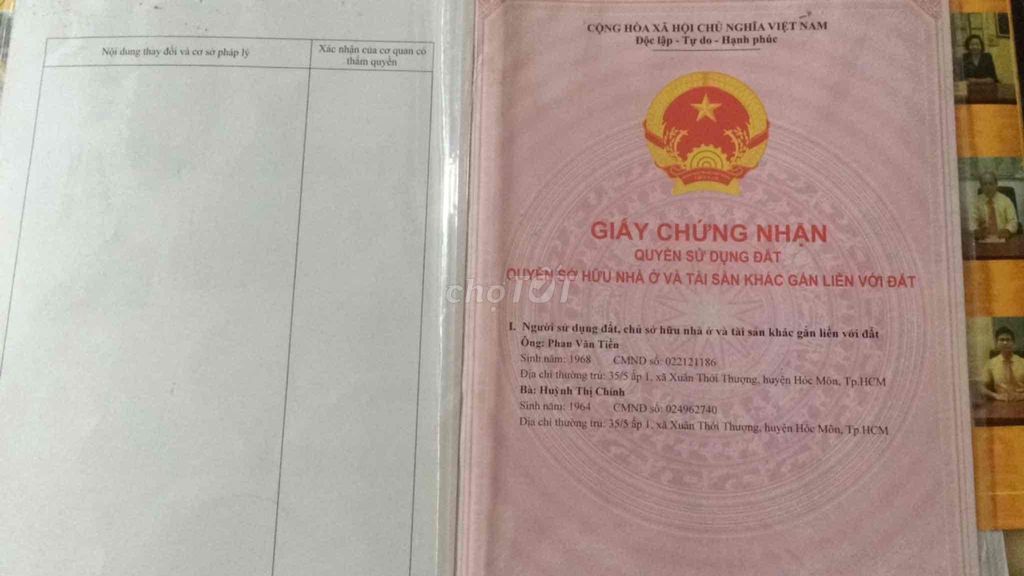 Nội dung thay đổi và cơ sở pháp lý
Xác nhận của cơ quan có
thẩm quyền
CỘNG HÒA XÃ HỘI CHỦ NGHĨA VIỆT NAM
Độc lập - Tự do - Hạnh phúc
GIẤY CHỨNG NHẬN
QUYỀN SỬ DỤNG ĐẤT
QUYỀN SỞ HỮU NHÀ Ở VÀ TÀI SẢN KHÁC GẮN LIỀN VỚI ĐẤT
choTỐT
I. Người sử dụng đất, chủ sở hữu nhà ở và tài sản khác gắn liền với đất
Ông: Phan Văn Tiến
Sinh năm: 1968 CMND số: 022121186
Địa chỉ thường trú: 35/5 ấp 1, xã Xuân Thới Thượng, huyện Hóc Môn, Tp.HCM
Bà: Huỳnh Thị Chính
Sinh năm: 1964 CMND số: 024962740
Địa chỉ thường trú: 35/5 ấp 1, xã Xuân Thới Thượng, huyện Hóc Môn, Tp.HCM